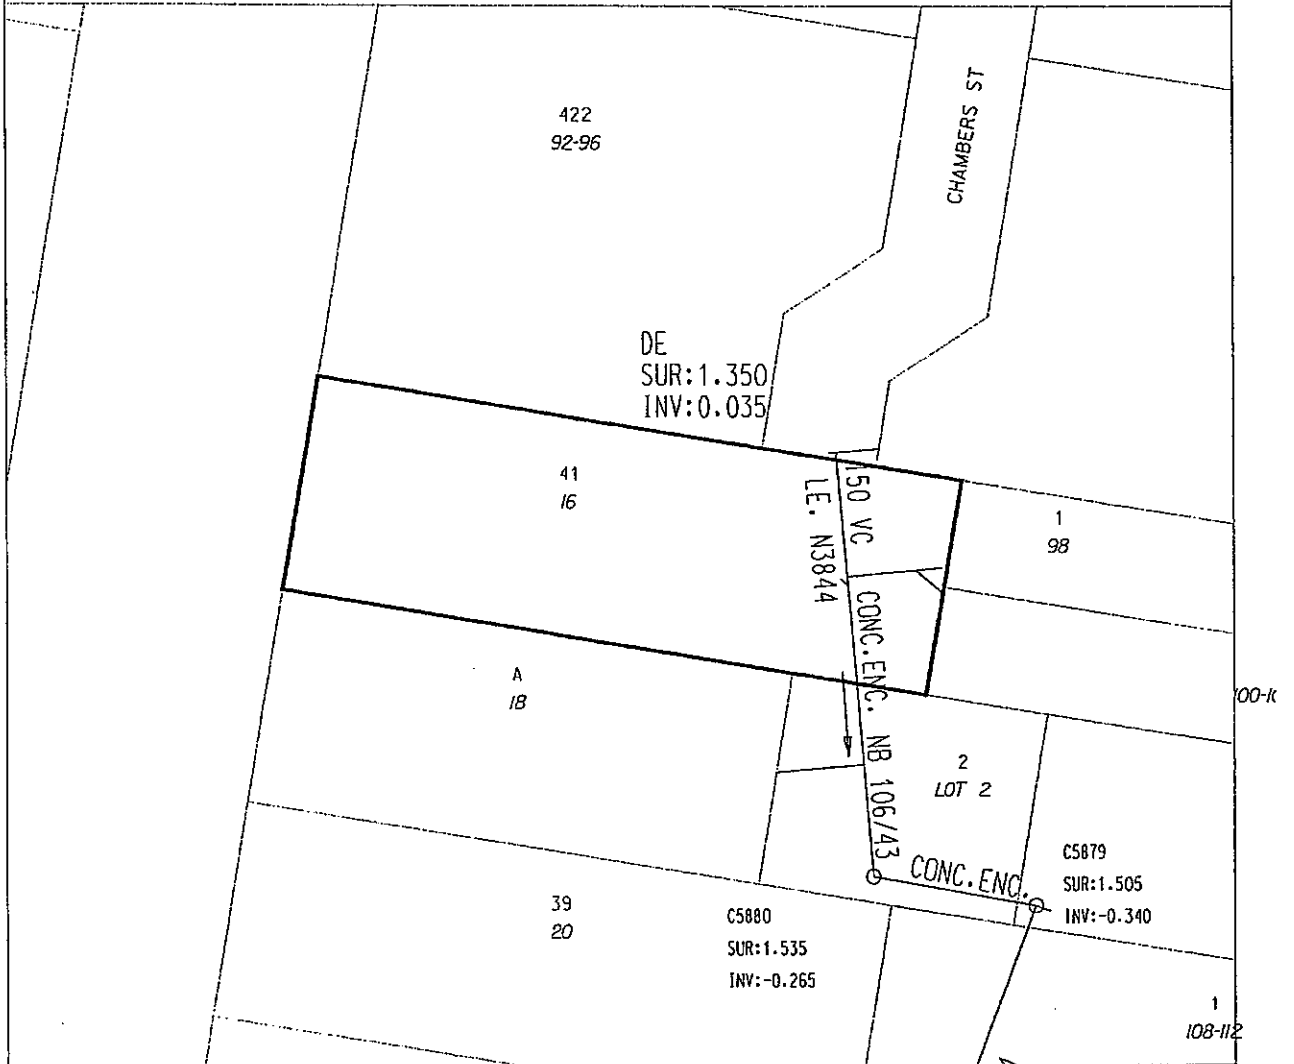 422
92-96
CHAMBERS ST
DE
SUR:1.350
INV:0.035
41
16
150 VC
LE. N3844
CONC.ENC. NB 106/43
1
98
A
18
2
LOT 2
C5879
SUR:1.505
INV:-0.340
CONC.ENC.
39
20
C5880
SUR:1.535
INV:-0.265
1
108-112